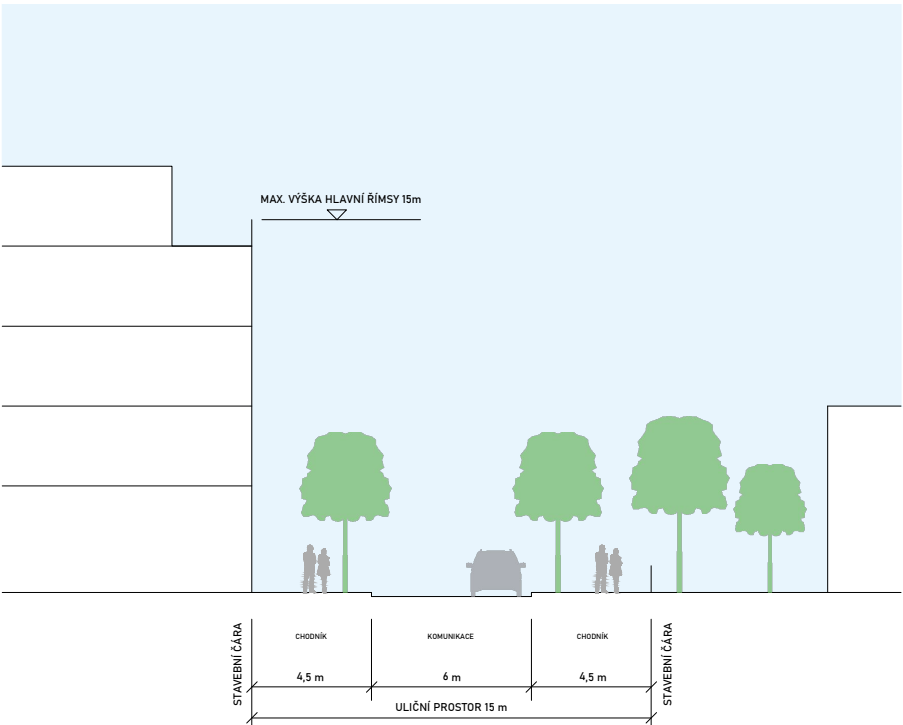 MAX. VÝŠKA HLAVNÍ ŘÍMSY 15m
STAVEBNÍ ČÁRA
CHODNÍK
KOMUNIKACE
CHODNÍK
STAVEBNÍ ČÁRA
4,5 m
6 m
4,5 m
ULIČNÍ PROSTOR 15 m